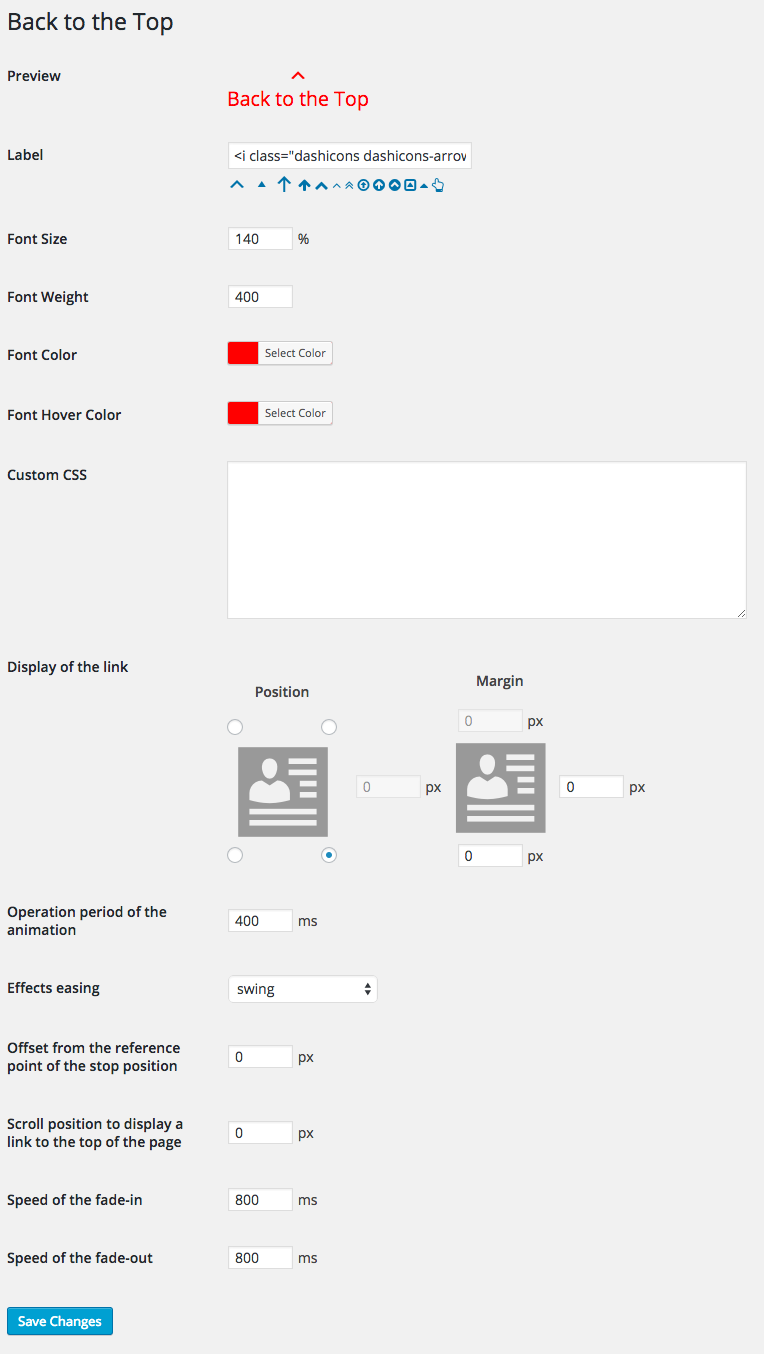 Back to the Top
Preview
Back to the Top
Label
<i class="dashicons dashicons-arrow
Font Size
140 %
Font Weight
400
Font Color
Select Color
Font Hover Color
Select Color
Custom CSS
Display of the link
Position
Margin
0 px
0 px
0 px
0 px
Operation period of the
animation
400 ms
Effects easing
swing
Offset from the reference
point of the stop position
0 px
Scroll position to display a
link to the top of the page
0 px
Speed of the fade-in
800 ms
Speed of the fade-out
800 ms
Save Changes